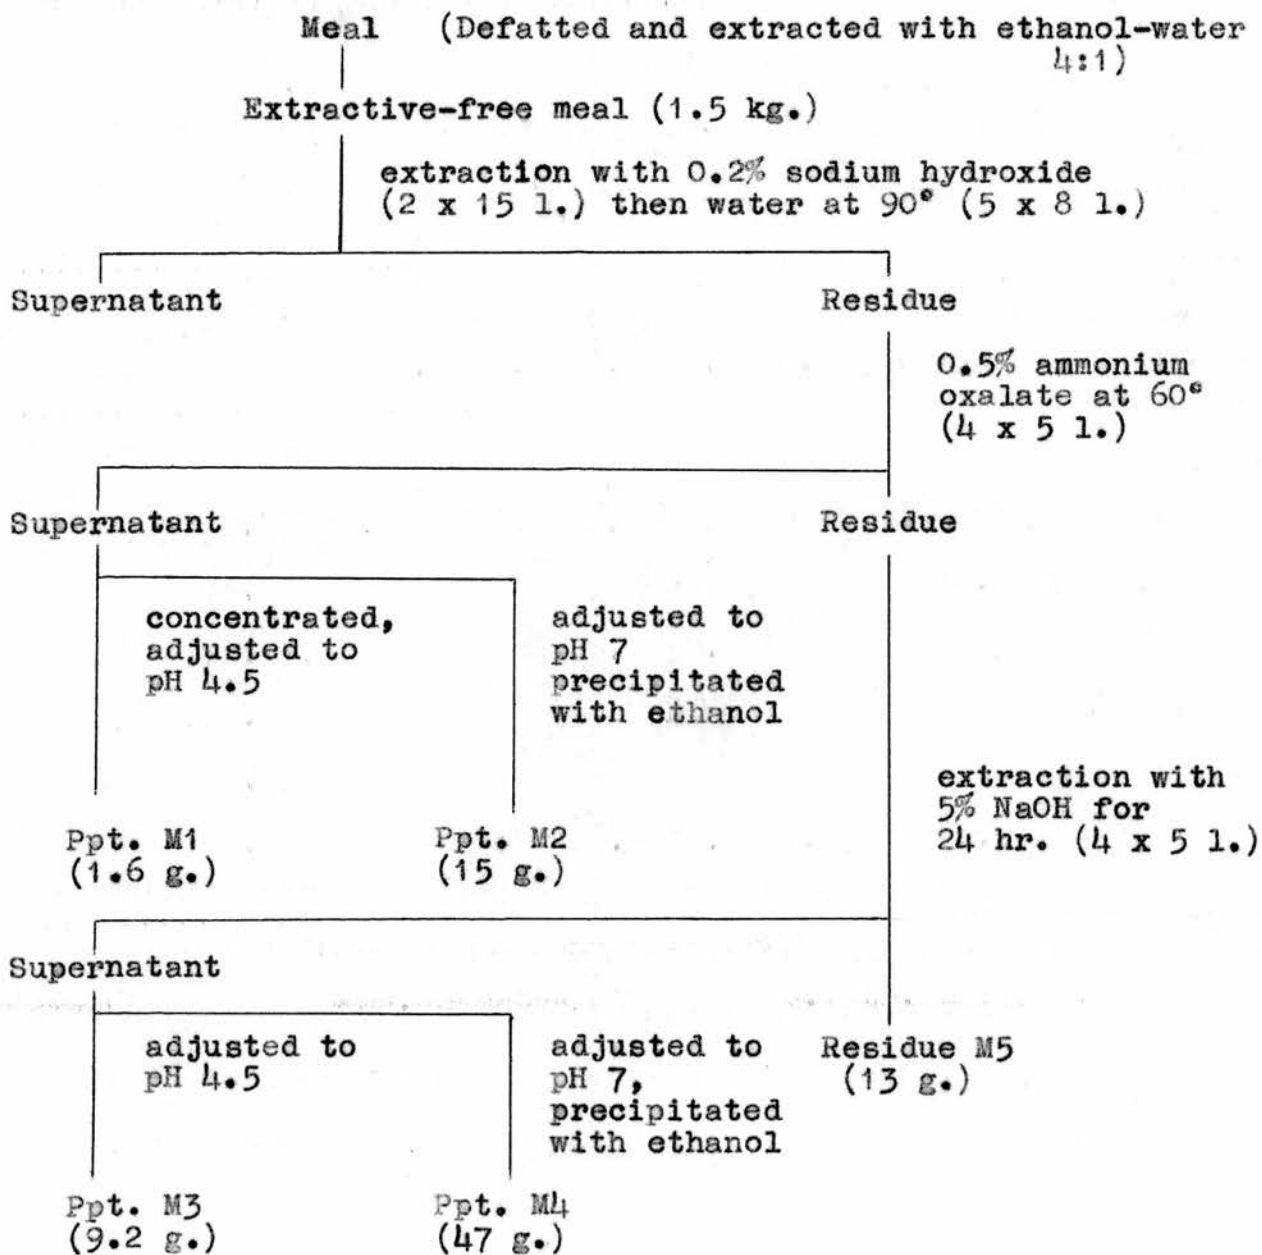 Meal (Defatted and extracted with ethanol-water
4:1)
Extractive-free meal (1.5 kg.)
extraction with 0.2% sodium hydroxide
(2 x 15 l.) then water at 90° (5 x 8 l.)
Supernatant
Residue
0.5% ammonium
oxalate at 60°
(4 x 5 l.)
Supernatant
Residue
concentrated,
adjusted to
pH 4.5
adjusted to
pH 7
precipitated
with ethanol
extraction with
5% NaOH for
24 hr. (4 x 5 l.)
Ppt. M1
(1.6 g.)
Ppt. M2
(15 g.)
Supernatant
adjusted to
pH 4.5
adjusted to
pH 7,
precipitated
with ethanol
Residue M5
(13 g.)
Ppt. M3
(9.2 g.)
Ppt. M4
(47 g.)